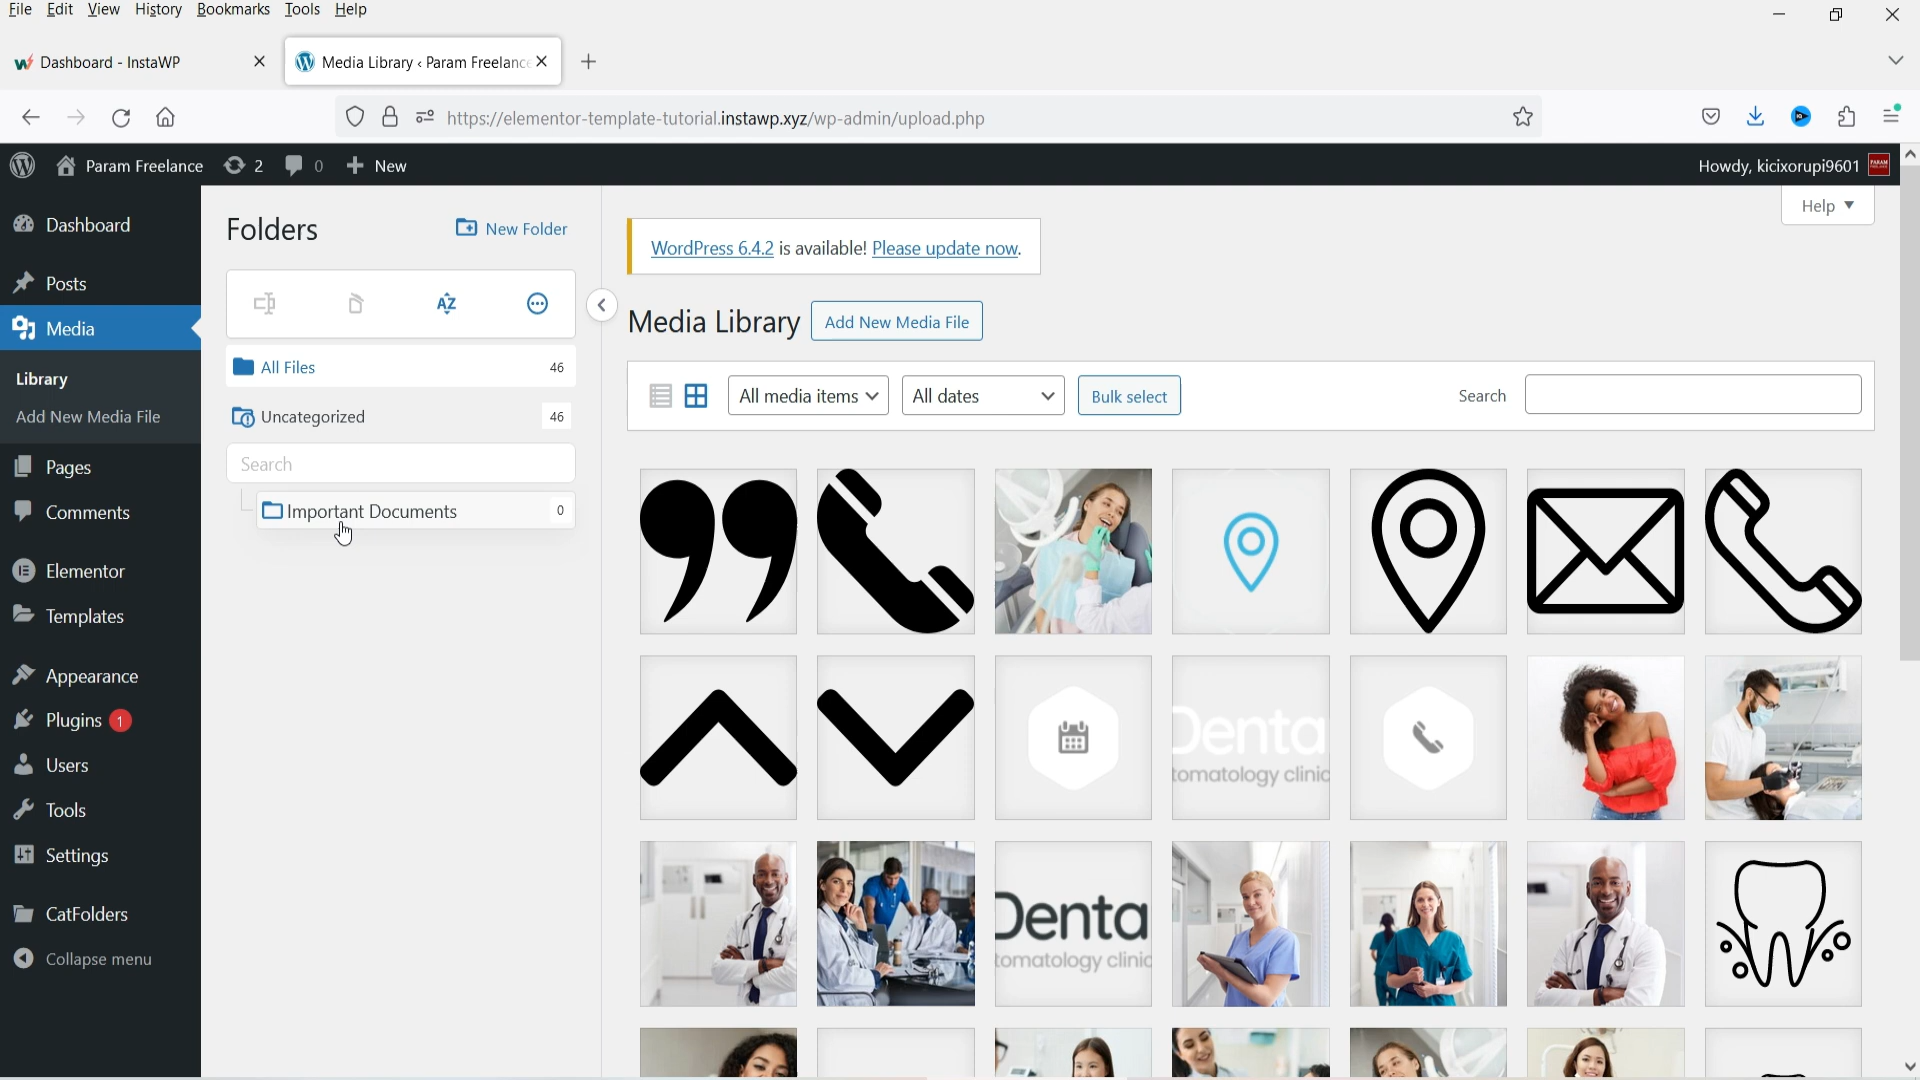 File Edit View History Bookmarks Tools Help
Dashboard - InstaWP
Media Library ‹ Param Freelanc
https://elementor-template-tutorial.instawp.xyz/wp-admin/upload.php
Param Freelance 2 0 New
Howdy, kicixorupi9601
Help
Dashboard
Posts
Media
Library
Add New Media File
Pages
Comments
Elementor
Templates
Appearance
Plugins 1
Users
Tools
Settings
CatFolders
Collapse menu
Folders
New Folder
AZ
All Files 46
Uncategorized 46
Search
Important Documents 0
WordPress 6.4.2 is available! Please update now.
Media Library
Add New Media File
All media items
All dates
Bulk select
Search
Denta
tomatology clinic
Denta
tomatology clinic